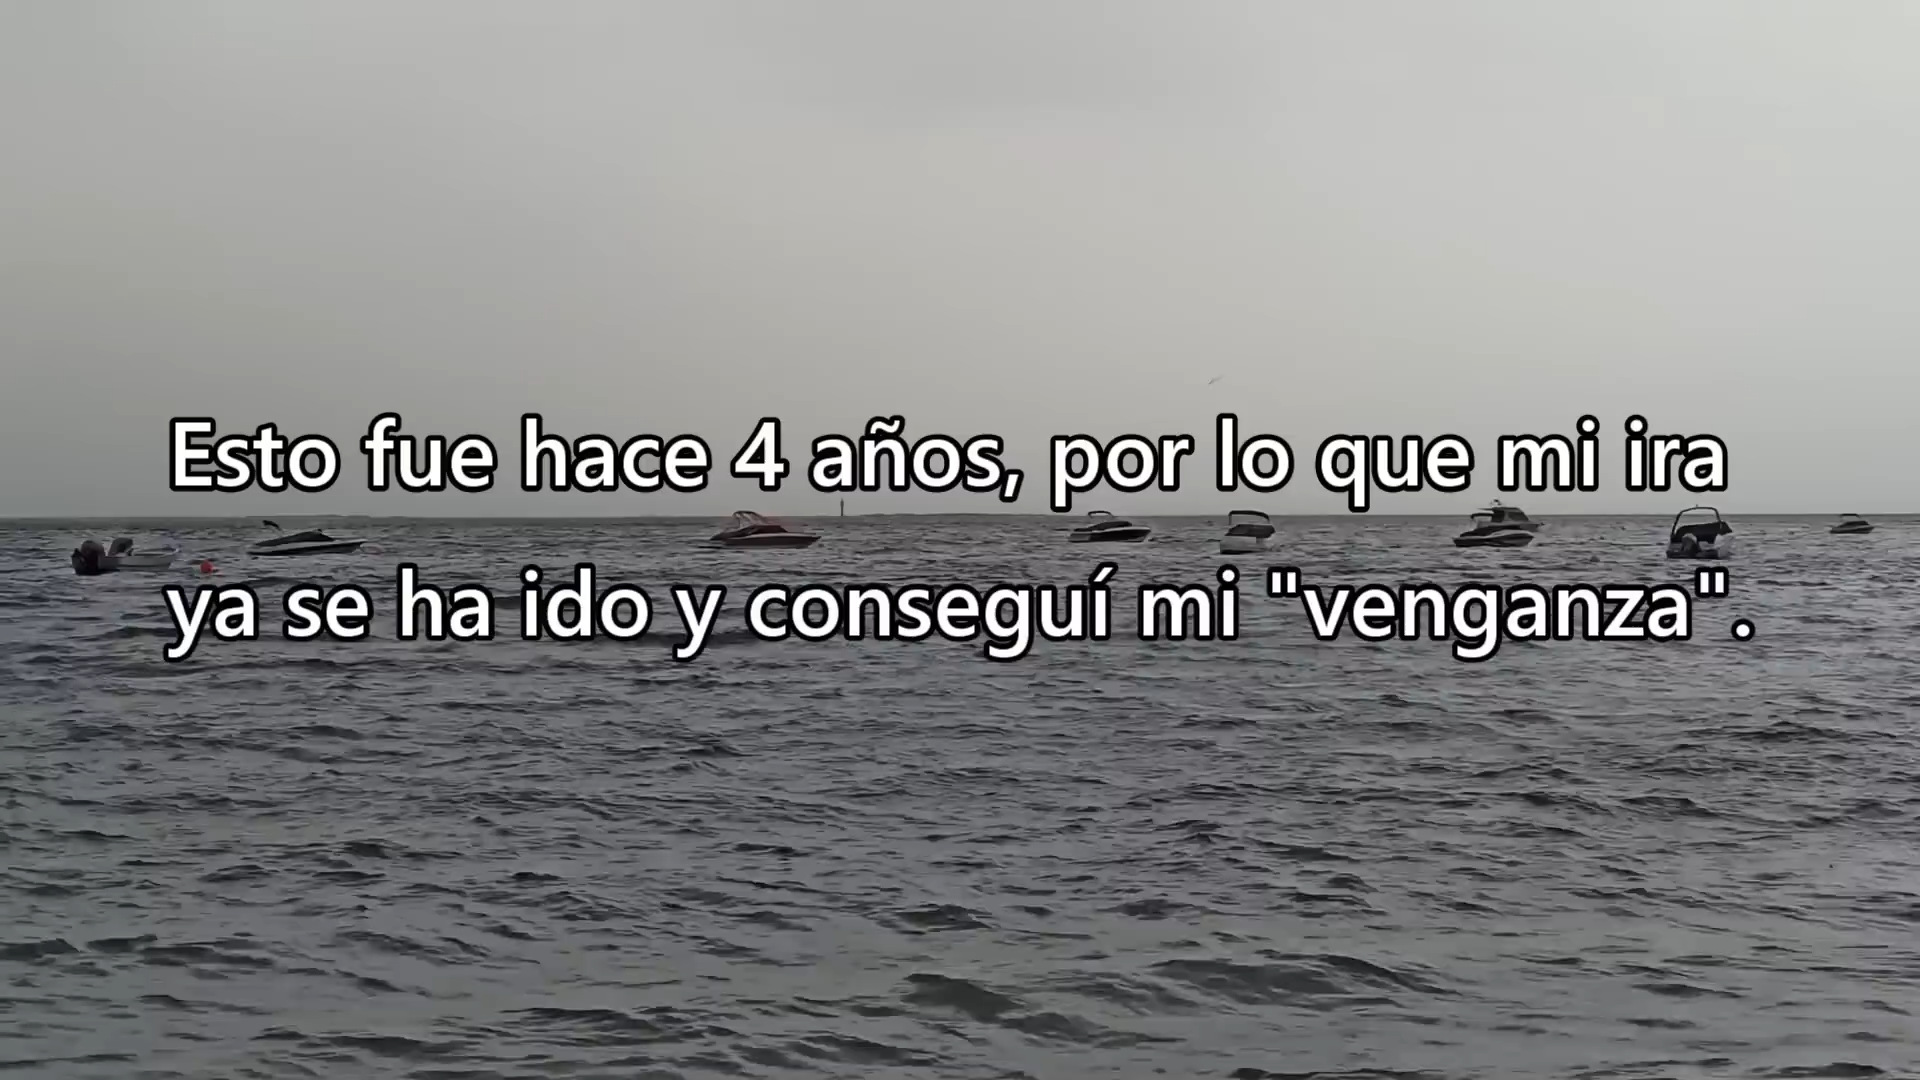 Esto fue hace 4 años, por lo que mi ira
ya se ha ido y conseguí mi "venganza".